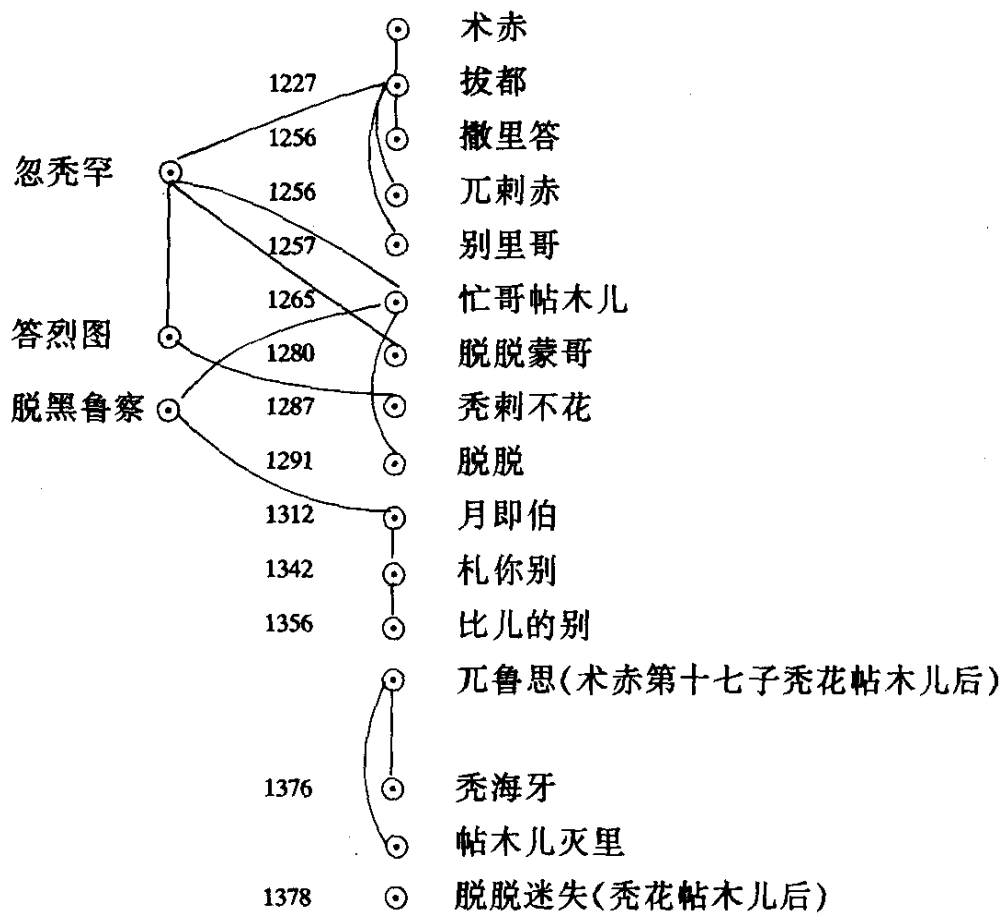 术赤
1227 拔都
1256 撒里答
忽秃罕
1256 兀剌赤
1257 别里哥
1265 忙哥帖木儿
答烈图
1280 脱脱蒙哥
脱黑鲁察
1287 秃剌不花
1291 脱脱
1312 月即伯
1342 札你别
1356 比儿的别
兀鲁思(术赤第十七子秃花帖木儿后)
1376 秃海牙
帖木儿灭里
1378 脱脱迷失(秃花帖木儿后)